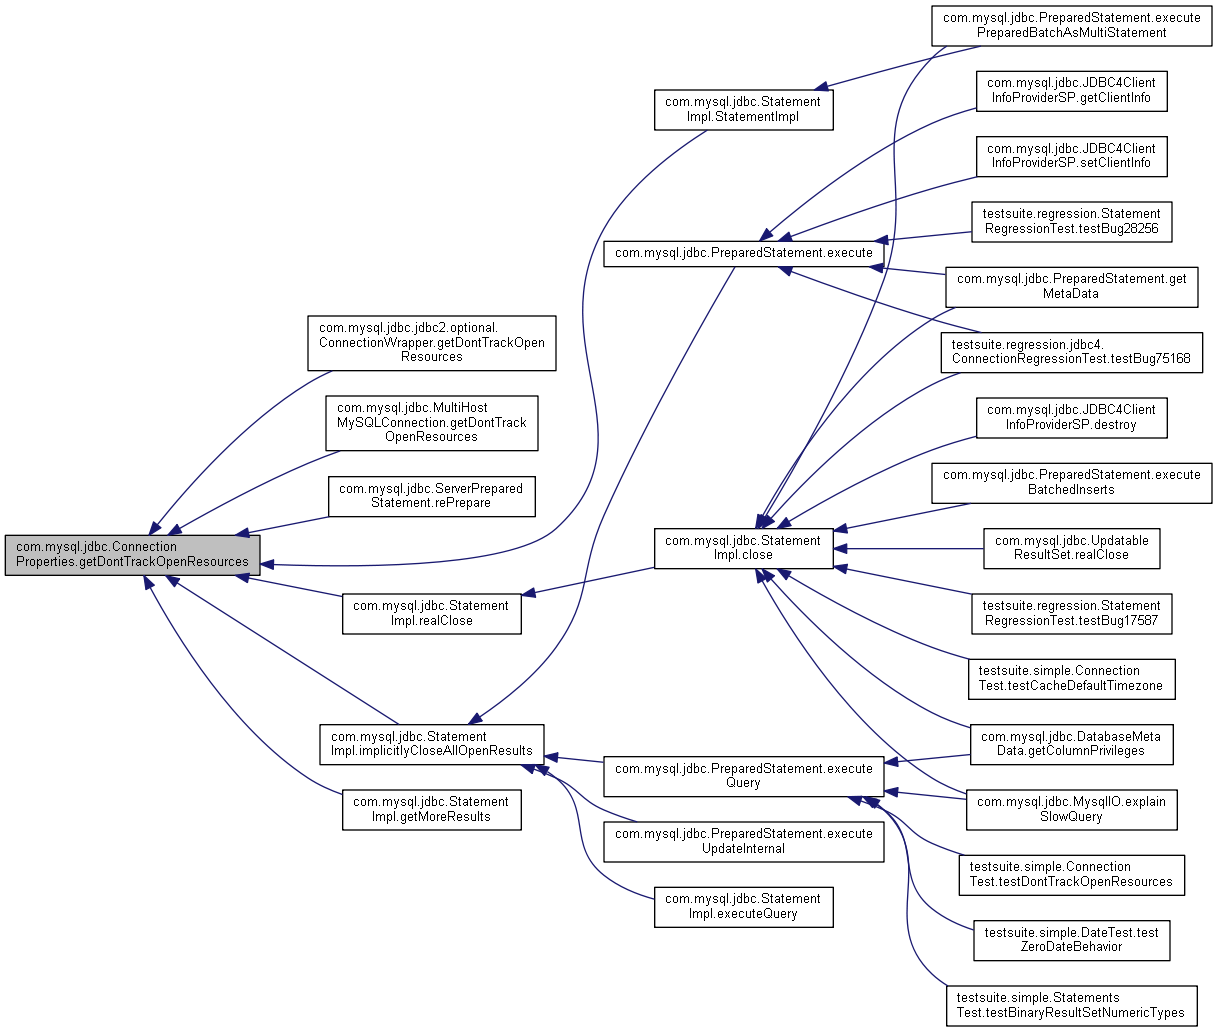 com.mysql.jdbc.PreparedStatement.execute
PreparedBatchAsMultiStatement
com.mysql.jdbc.JDBC4Client
InfoProviderSP.getClientInfo
com.mysql.jdbc.Statement
Impl.StatementImpl
com.mysql.jdbc.JDBC4Client
InfoProviderSP.setClientInfo
testsuite.regression.Statement
RegressionTest.testBug28256
com.mysql.jdbc.PreparedStatement.execute
com.mysql.jdbc.PreparedStatement.get
MetaData
com.mysql.jdbc.jdbc2.optional.
ConnectionWrapper.getDontTrackOpen
Resources
testsuite.regression.jdbc4.
ConnectionRegressionTest.testBug75168
com.mysql.jdbc.MultiHost
MySQLConnection.getDontTrack
OpenResources
com.mysql.jdbc.JDBC4Client
InfoProviderSP.destroy
com.mysql.jdbc.ServerPrepared
Statement.rePrepare
com.mysql.jdbc.PreparedStatement.execute
BatchedInserts
com.mysql.jdbc.Connection
Properties.getDontTrackOpenResources
com.mysql.jdbc.Statement
Impl.close
com.mysql.jdbc.Updatable
ResultSet.realClose
com.mysql.jdbc.Statement
Impl.realClose
testsuite.regression.Statement
RegressionTest.testBug17587
testsuite.simple.Connection
Test.testCacheDefaultTimezone
com.mysql.jdbc.Statement
Impl.implicitlyCloseAllOpenResults
com.mysql.jdbc.DatabaseMeta
Data.getColumnPrivileges
com.mysql.jdbc.PreparedStatement.execute
Query
com.mysql.jdbc.Statement
Impl.getMoreResults
com.mysql.jdbc.MysqlIO.explain
SlowQuery
com.mysql.jdbc.PreparedStatement.execute
UpdateInternal
testsuite.simple.Connection
Test.testDontTrackOpenResources
com.mysql.jdbc.Statement
Impl.executeQuery
testsuite.simple.DateTest.test
ZeroDateBehavior
testsuite.simple.Statements
Test.testBinaryResultSetNumericTypes